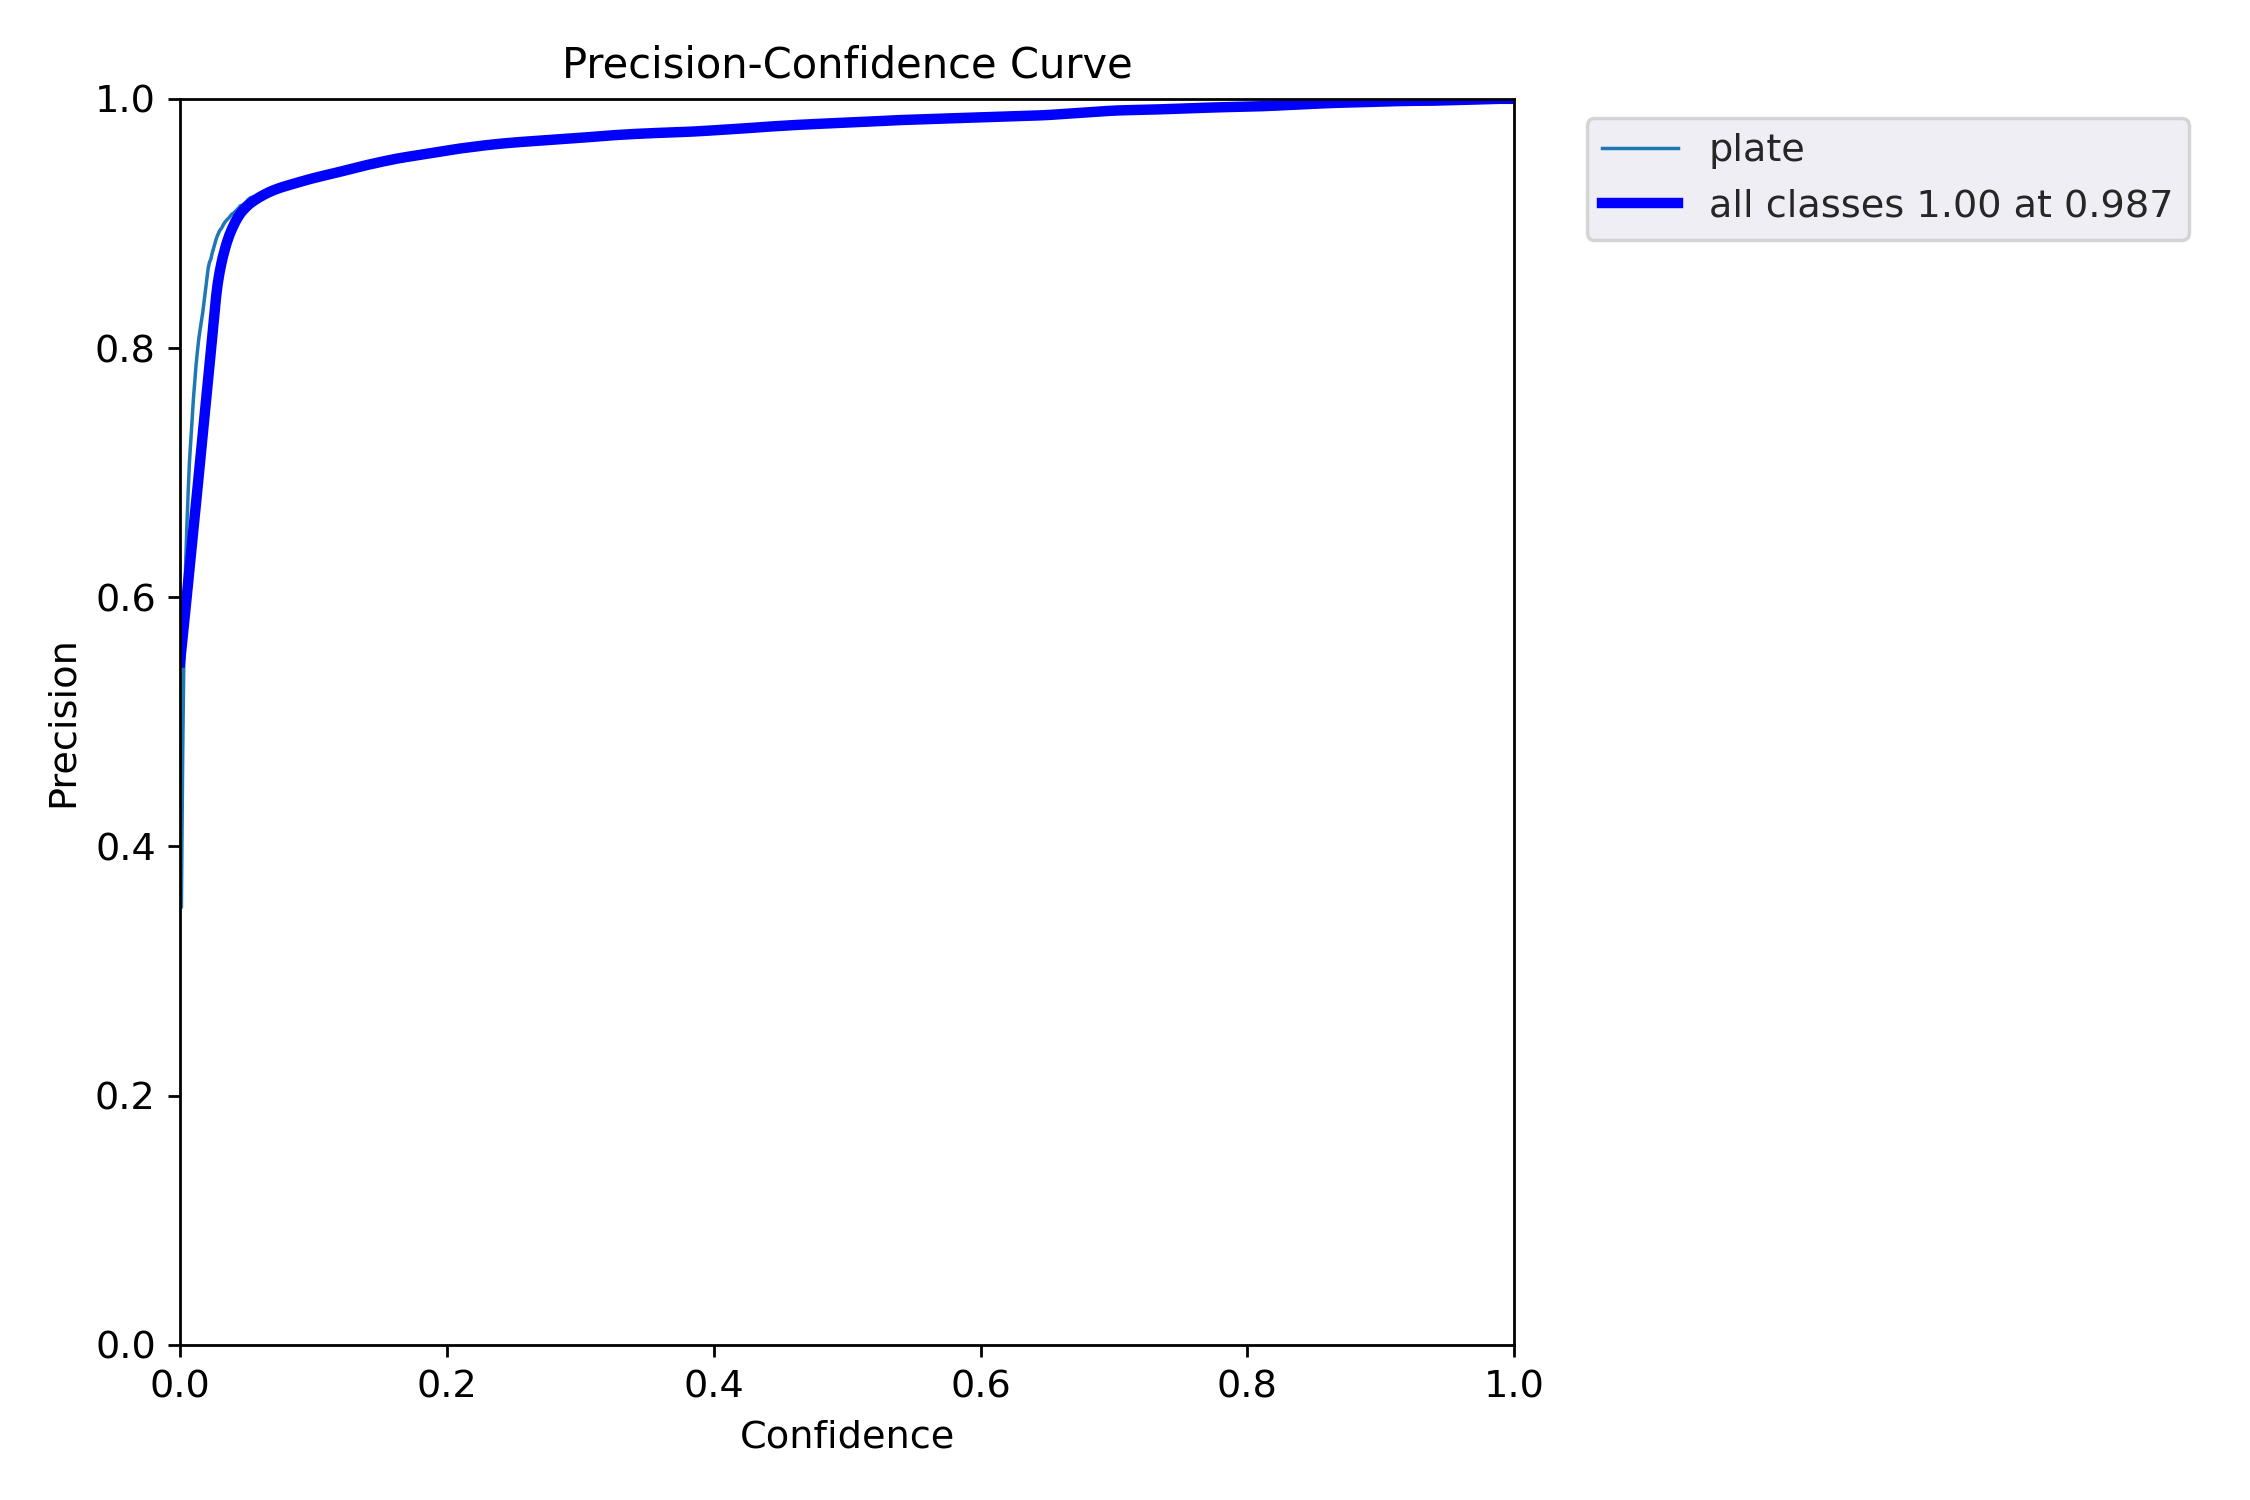 Precision-Confidence Curve
plate
all classes 1.00 at 0.987
1.0
0.8
0.6
0.4
0.2
0.0
Precision
0.0 0.2 0.4 0.6 0.8 1.0
Confidence